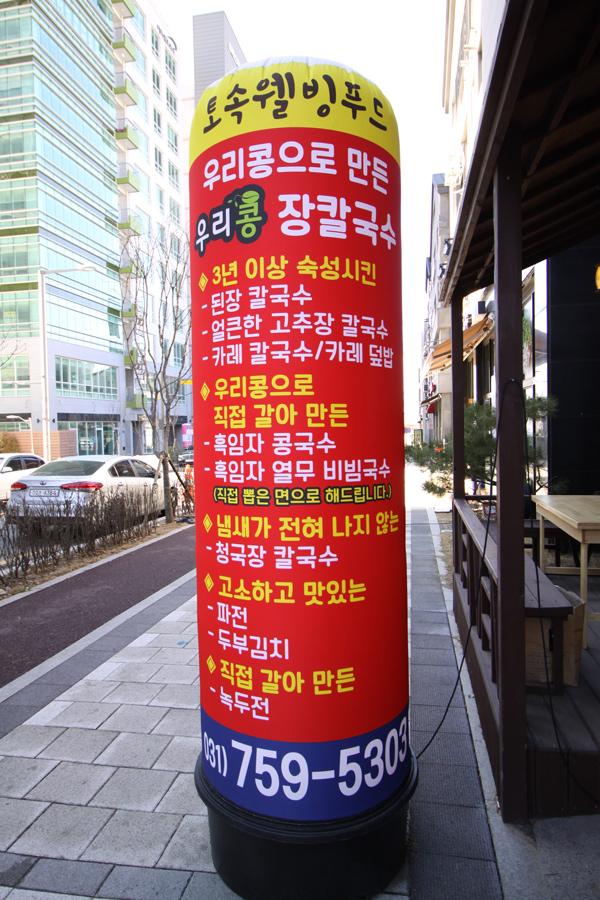 토속웰빙푸드
우리콩으로 만든
우리콩 장칼국수
3년 이상 숙성시킨
- 된장 칼국수
- 얼큰한 고추장 칼국수
- 카레 칼국수/카레 덮밥
우리콩으로
직접 갈아 만든
- 흑임자 콩국수
- 흑임자 열무 비빔국수
(직접 뽑은 면으로 해드립니다.)
냄새가 전혀 나지 않는
- 청국장 칼국수
고소하고 맛있는
- 파전
- 두부김치
직접 갈아 만든
- 녹두전
031) 759-5303